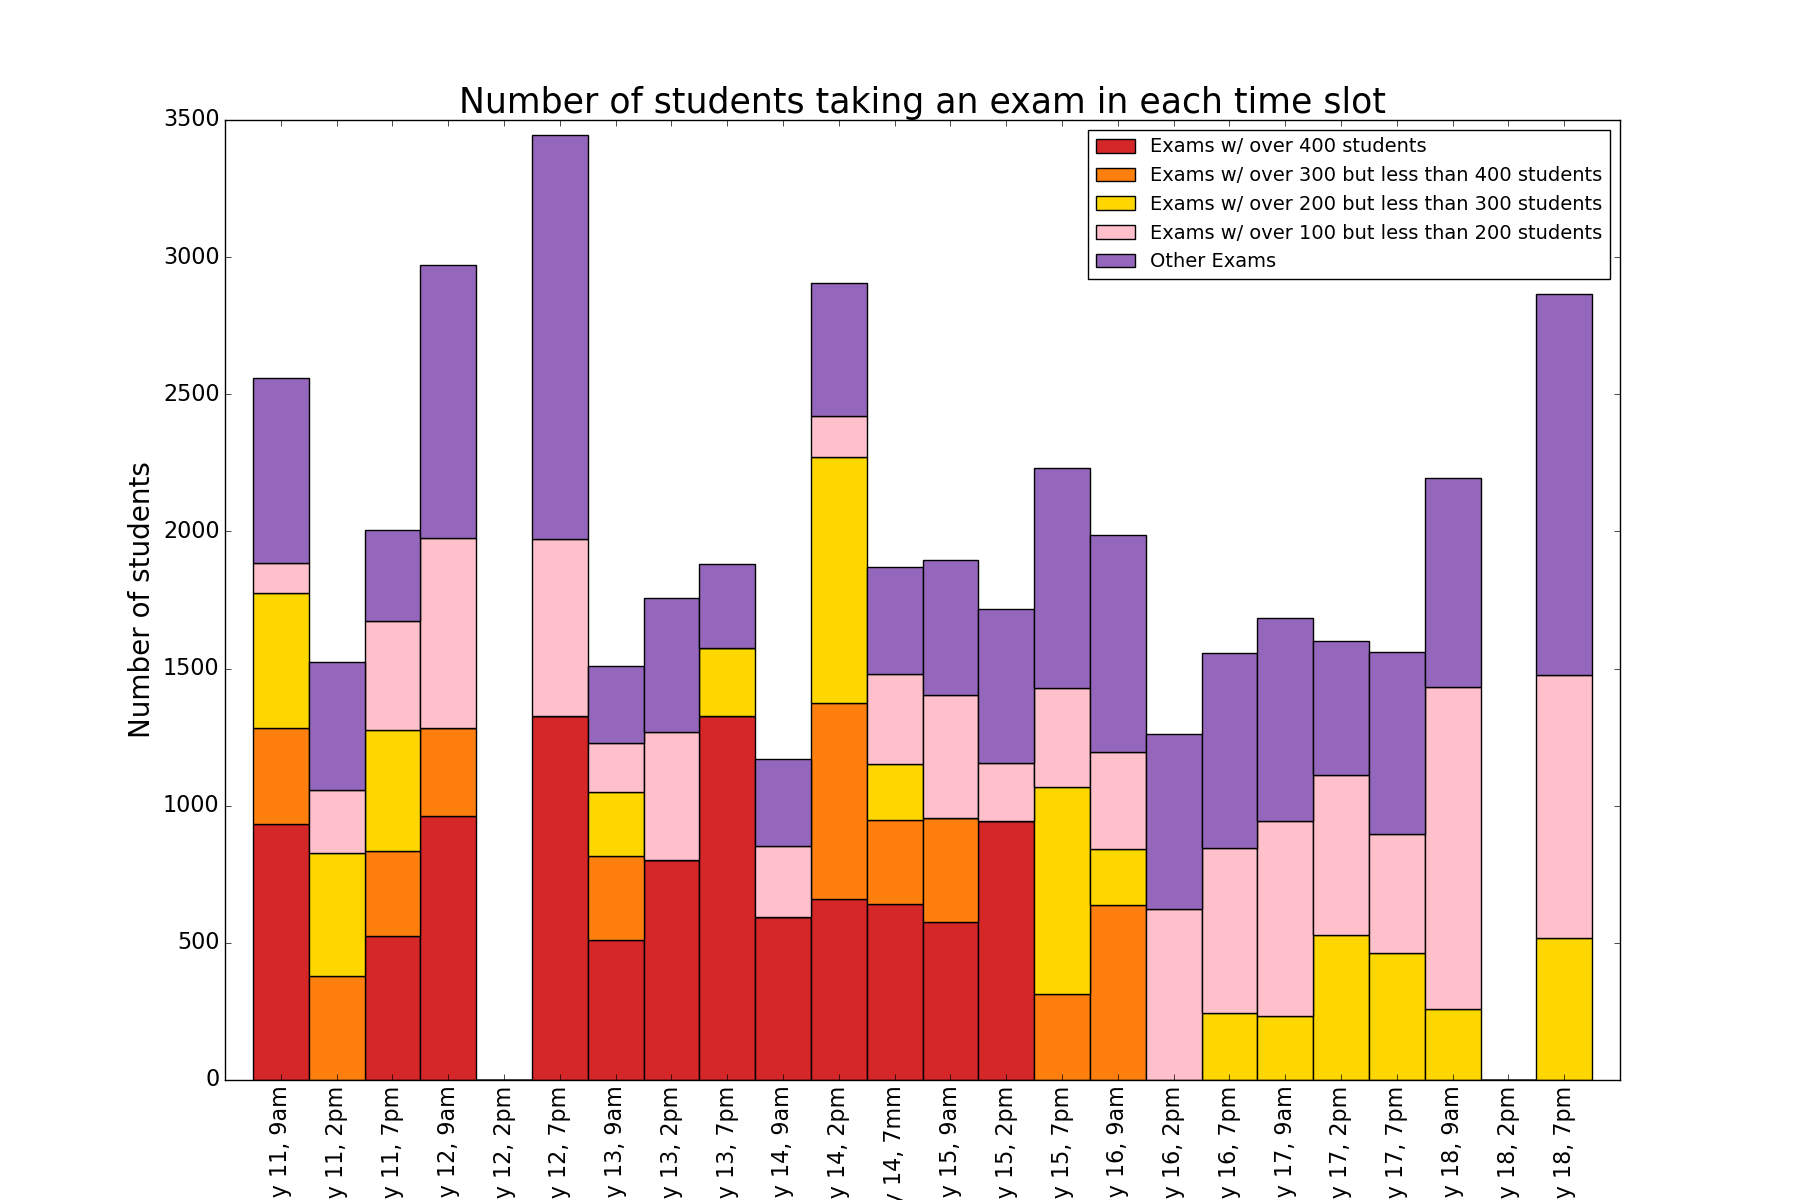 Number of students taking an exam in each time slot
Exams w/ over 400 students
Exams w/ over 300 but less than 400 students
Exams w/ over 200 but less than 300 students
Exams w/ over 100 but less than 200 students
Other Exams
Number of students
3500
3000
2500
2000
1500
1000
500
0
y 11, 9am
y 11, 2pm
y 11, 7pm
y 12, 9am
y 12, 2pm
y 12, 7pm
y 13, 9am
y 13, 2pm
y 13, 7pm
y 14, 9am
y 14, 2pm
y 14, 7mm
y 15, 9am
y 15, 2pm
y 15, 7pm
y 16, 9am
y 16, 2pm
y 16, 7pm
y 17, 9am
y 17, 2pm
y 17, 7pm
y 18, 9am
y 18, 2pm
y 18, 7pm